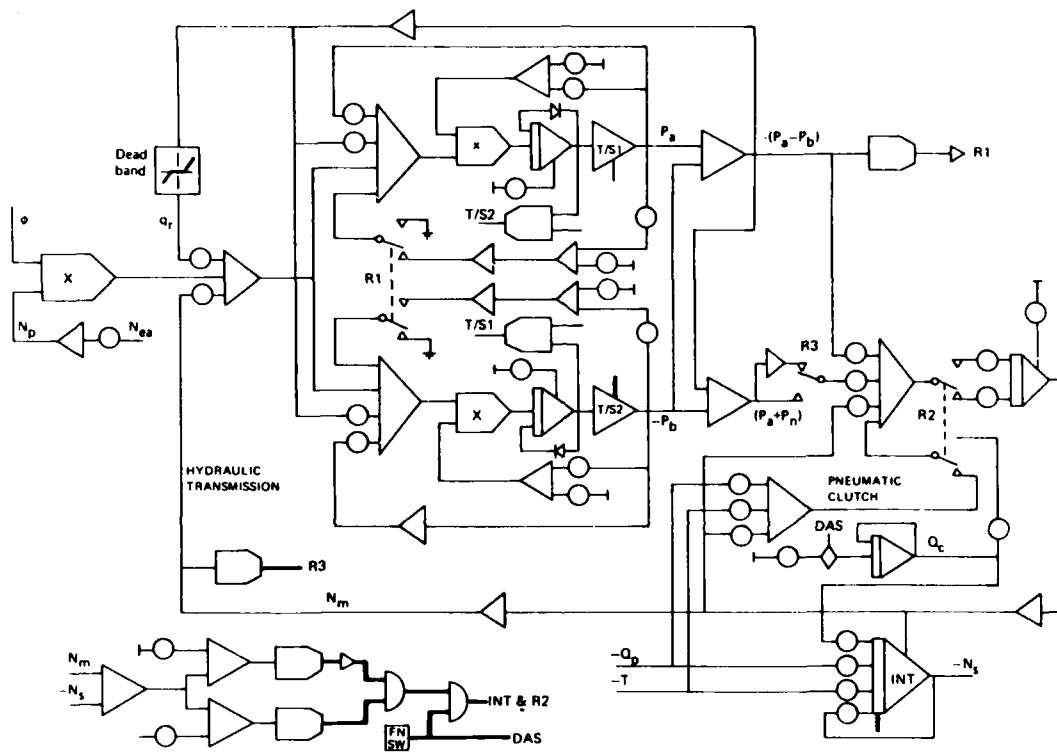 Dead
band
φ
q_r
X
N_p
N_ea
X
T/S1
P_a
-(P_a-P_b)
R1
T/S2
R1
T/S1
X
T/S2
-P_b
(P_a+P_n)
R3
R2
HYDRAULIC
TRANSMISSION
PNEUMATIC
CLUTCH
DAS
Q_c
R3
N_m
-Q_p
-T
INT
-N_s
N_m
-N_s
INT & R2
FN
SW
DAS